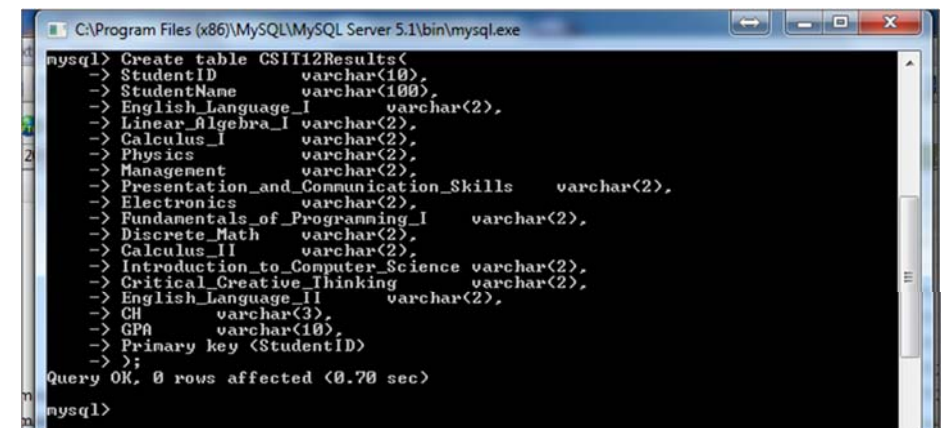 C:\Program Files (x86)\MySQL\MySQL Server 5.1\bin\mysql.exe
mysql> Create table CSIT12Results(
-> StudentID varchar(10),
-> StudentName varchar(100),
-> English_Language_I varchar(2),
-> Linear_Algebra_I varchar(2),
-> Calculus_I varchar(2),
-> Physics varchar(2),
-> Management varchar(2),
-> Presentation_and_Communication_Skills varchar(2),
-> Electronics varchar(2),
-> Fundamentals_of_Programming_I varchar(2),
-> Discrete_Math varchar(2),
-> Calculus_II varchar(2),
-> Introduction_to_Computer_Science varchar(2),
-> Critical_Creative_Thinking varchar(2),
-> English_Language_II varchar(2),
-> CH varchar(3),
-> GPA varchar(10),
-> Primary key (StudentID)
-> );
Query OK, 0 rows affected (0.70 sec)
mysql>